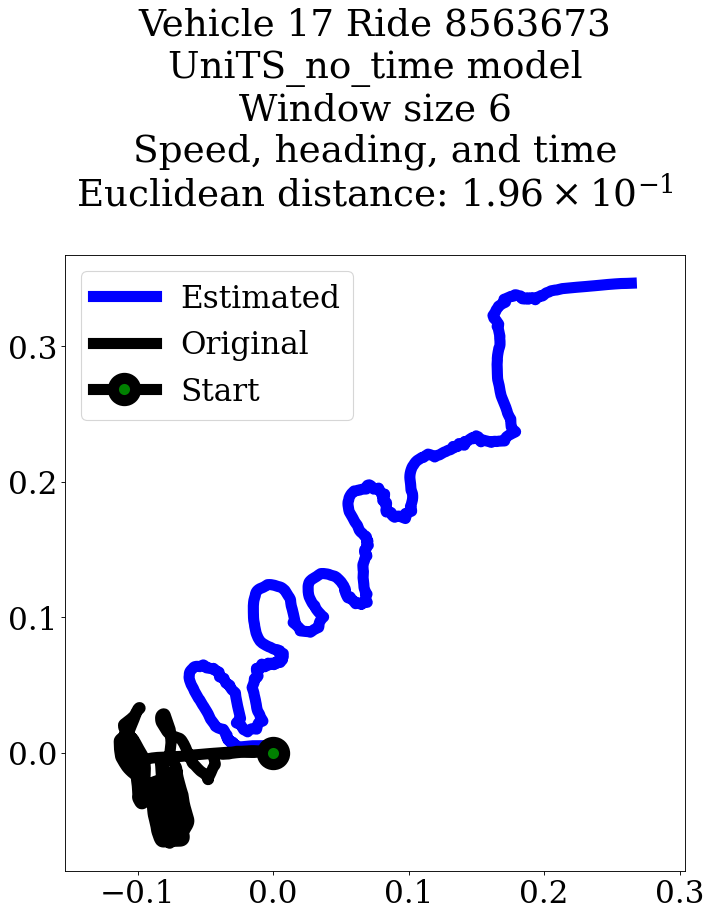 Vehicle 17 Ride 8563673
UniTS_no_time model
Window size 6
Speed, heading, and time
Euclidean distance: $1.96 \times 10^{-1}$
Estimated
Original
Start
0.3
0.2
0.1
0.0
−0.1 0.0 0.1 0.2 0.3